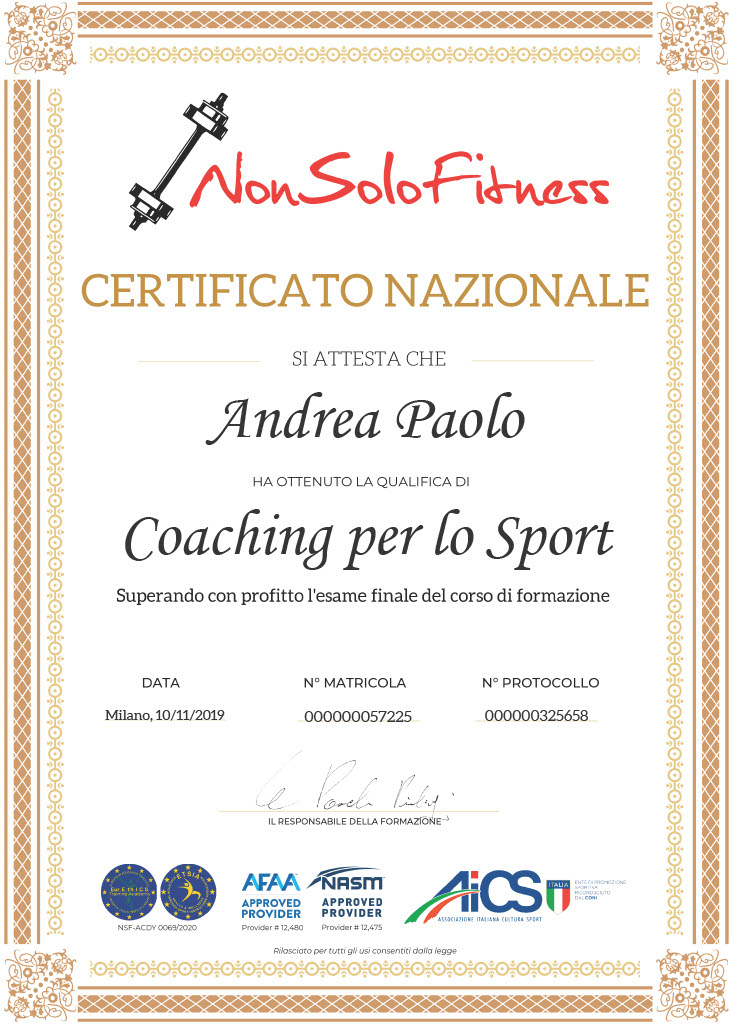 NonSoloFitness
CERTIFICATO NAZIONALE
SI ATTESTA CHE
Andrea Paolo
HA OTTENUTO LA QUALIFICA DI
Coaching per lo Sport
Superando con profitto l'esame finale del corso di formazione
DATA N° MATRICOLA N° PROTOCOLLO
Milano, 10/11/2019 000000057225 000000325658
IL RESPONSABILE DELLA FORMAZIONE
EurEthICS
Training Academy
ETSIA
NSF-ACDY 0069/2020
AFAA
APPROVED
PROVIDER
Provider # 12,480
NASM
APPROVED
PROVIDER
Provider # 12,475
AiCS
ASSOCIAZIONE ITALIANA CULTURA SPORT
ITALIA
ENTE DI PROMOZIONE
SPORTIVA
RICONOSCIUTO
DAL CONI
Rilasciato per tutti gli usi consentiti dalla legge